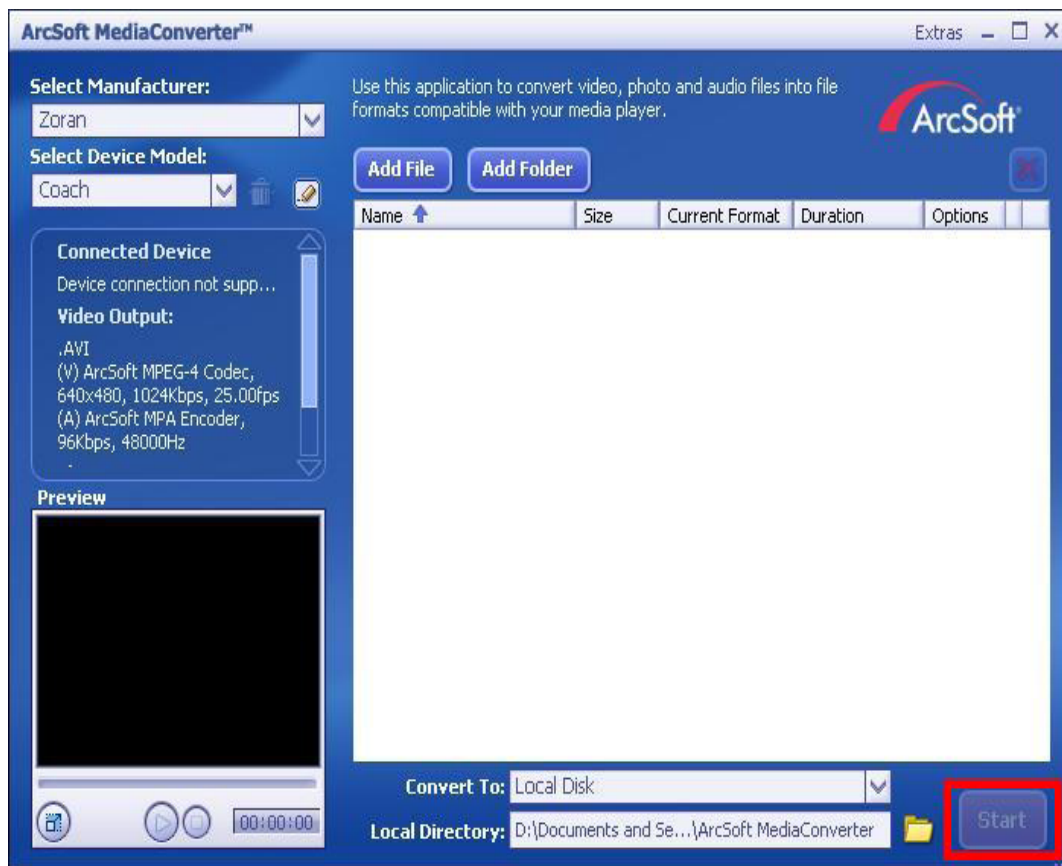 ArcSoft MediaConverter™
Extras
Select Manufacturer:
Zoran
Select Device Model:
Coach
Use this application to convert video, photo and audio files into file
formats compatible with your media player.
ArcSoft
Add File
Add Folder
Name
Size
Current Format
Duration
Options
Connected Device
Device connection not supp...
Video Output:
.AVI
(V) ArcSoft MPEG-4 Codec,
640x480, 1024Kbps, 25.00fps
(A) ArcSoft MPA Encoder,
96Kbps, 48000Hz
Preview
00:00:00
Convert To: Local Disk
Local Directory: D:\Documents and Se...\ArcSoft MediaConverter
Start